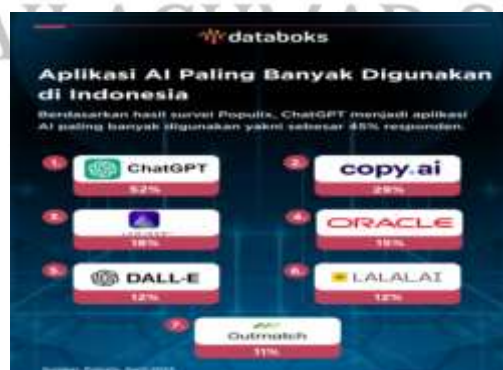 databoks
Aplikasi AI Paling Banyak Digunakan
di Indonesia
Berdasarkan hasil survei Populix, ChatGPT menjadi aplikasi
AI paling banyak digunakan yakni sebesar 45% responden.
1. ChatGPT
52%
2. copy.ai
29%
3.
18%
4. ORACLE
15%
5. DALL-E
12%
6. LALALAI
12%
7. Outmatch
11%